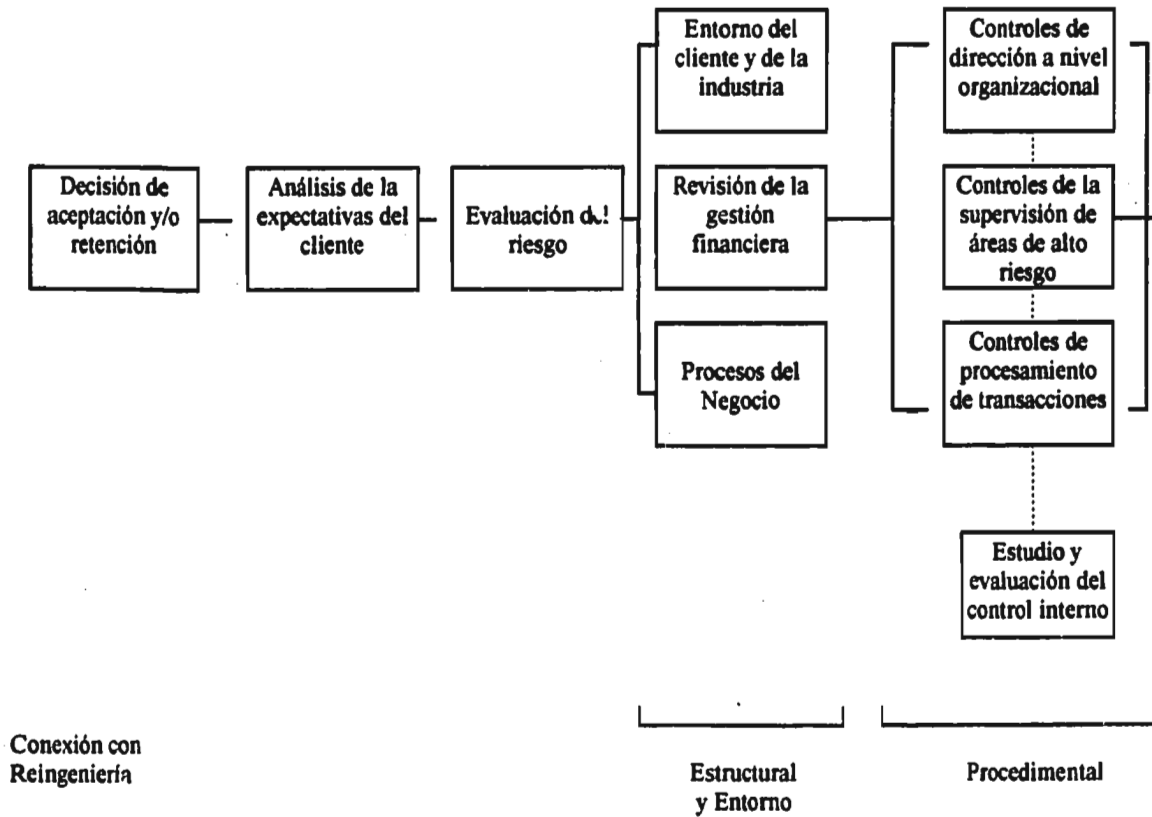 Decisión de
aceptación y/o
retención
Análisis de la
expectativas del
cliente
Evaluación del
riesgo
Entorno del
cliente y de la
industria
Revisión de la
gestión
financiera
Procesos del
Negocio
Controles de
dirección a nivel
organizacional
Controles de la
supervisión de
áreas de alto
riesgo
Controles de
procesamiento
de transacciones
Estudio y
evaluación del
control interno
Conexión con
Reingeniería
Estructural
y Entorno
Procedimental